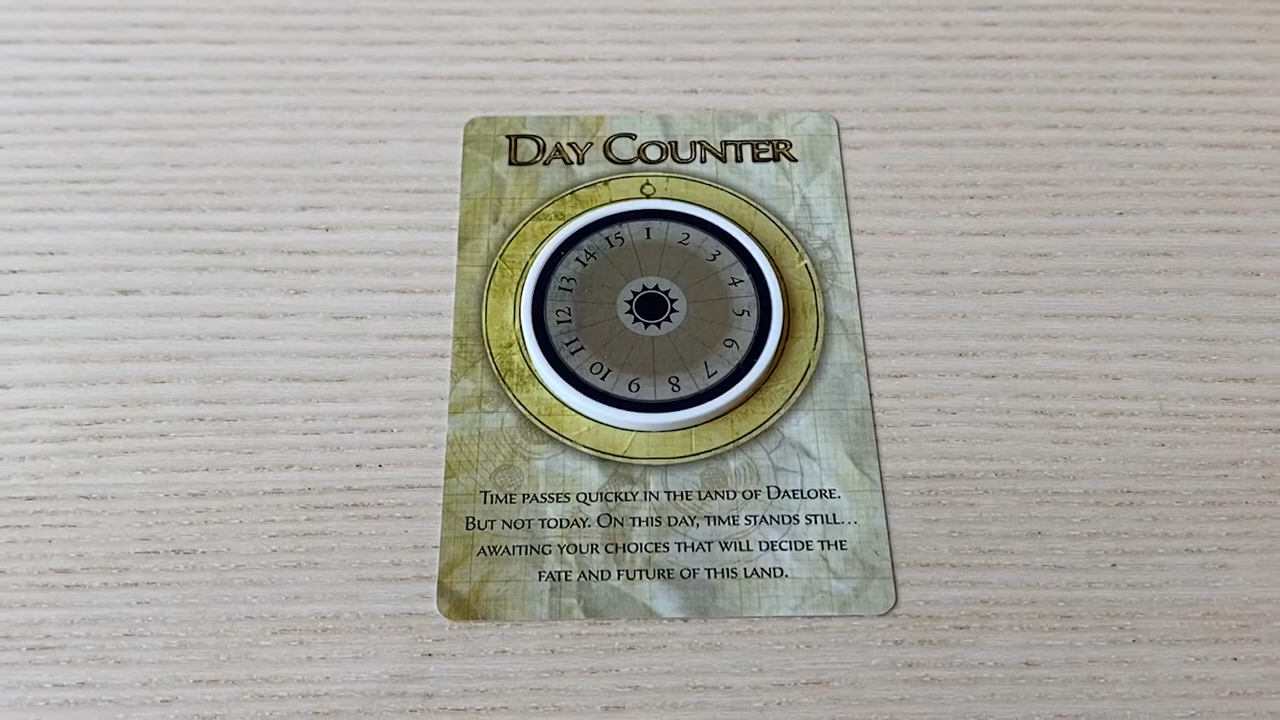 Day Counter
1 2 3 4 5 6 7 8 9 10 11 12 13 14 15
Time passes quickly in the land of Daelore.
But not today. On this day, time stands still...
awaiting your choices that will decide the
fate and future of this land.